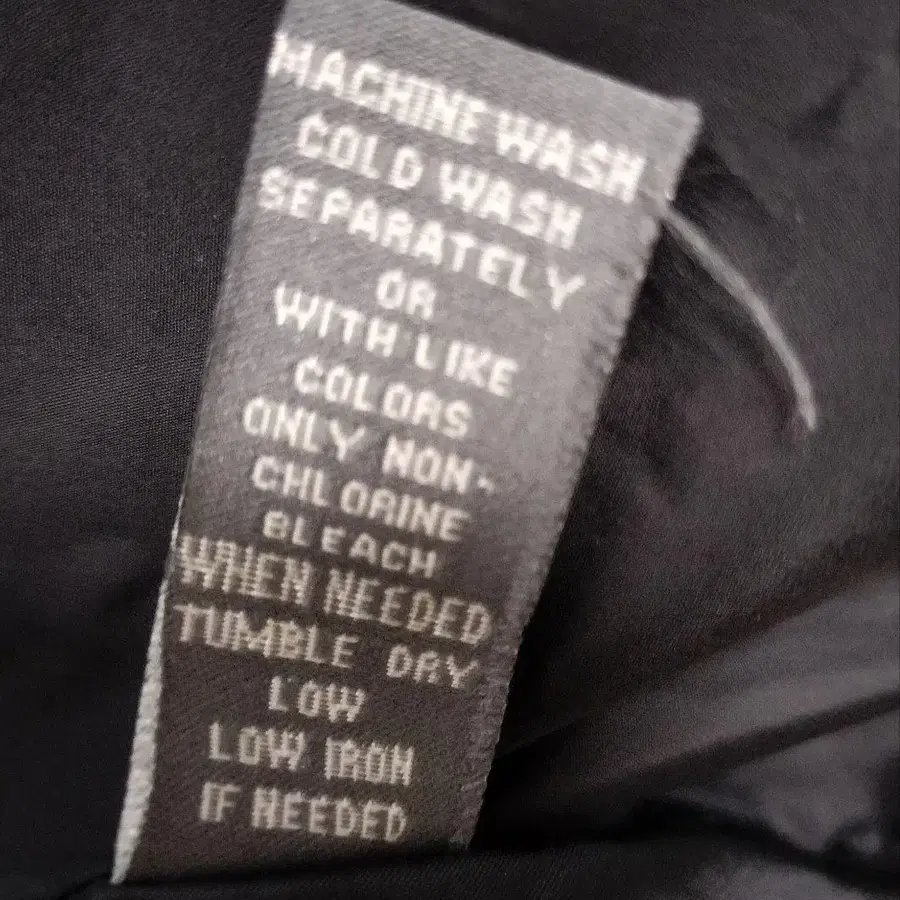 MACHINE WASH
COLD WASH
SEPARATELY
OR
WITH LIKE
COLORS
ONLY NON-
CHLORINE
BLEACH
WHEN NEEDED
TUMBLE DRY
LOW
LOW IRON
IF NEEDED